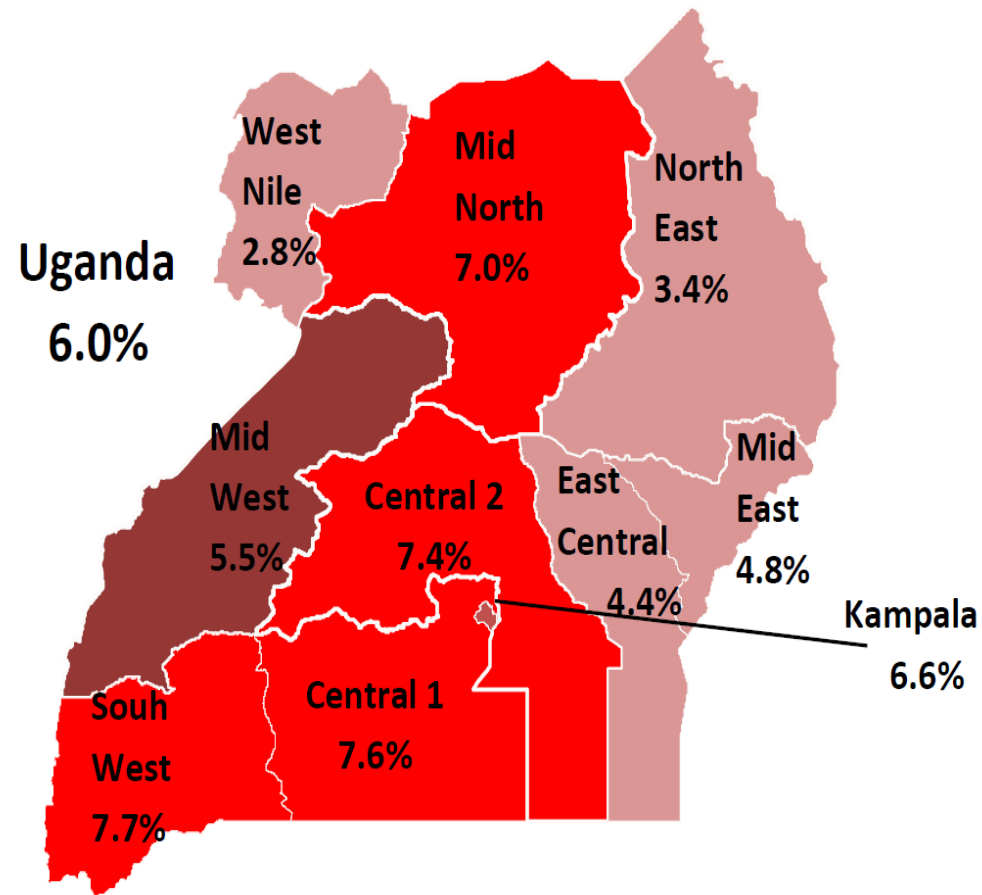 West
Nile
2.8%
Mid
North
7.0%
North
East
3.4%
Uganda
6.0%
Mid
West
5.5%
Central 2
7.4%
East
Central
4.4%
Mid
East
4.8%
Kampala
6.6%
Souh
West
7.7%
Central 1
7.6%